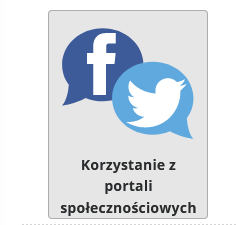 Korzystanie z
portali
społecznościowych